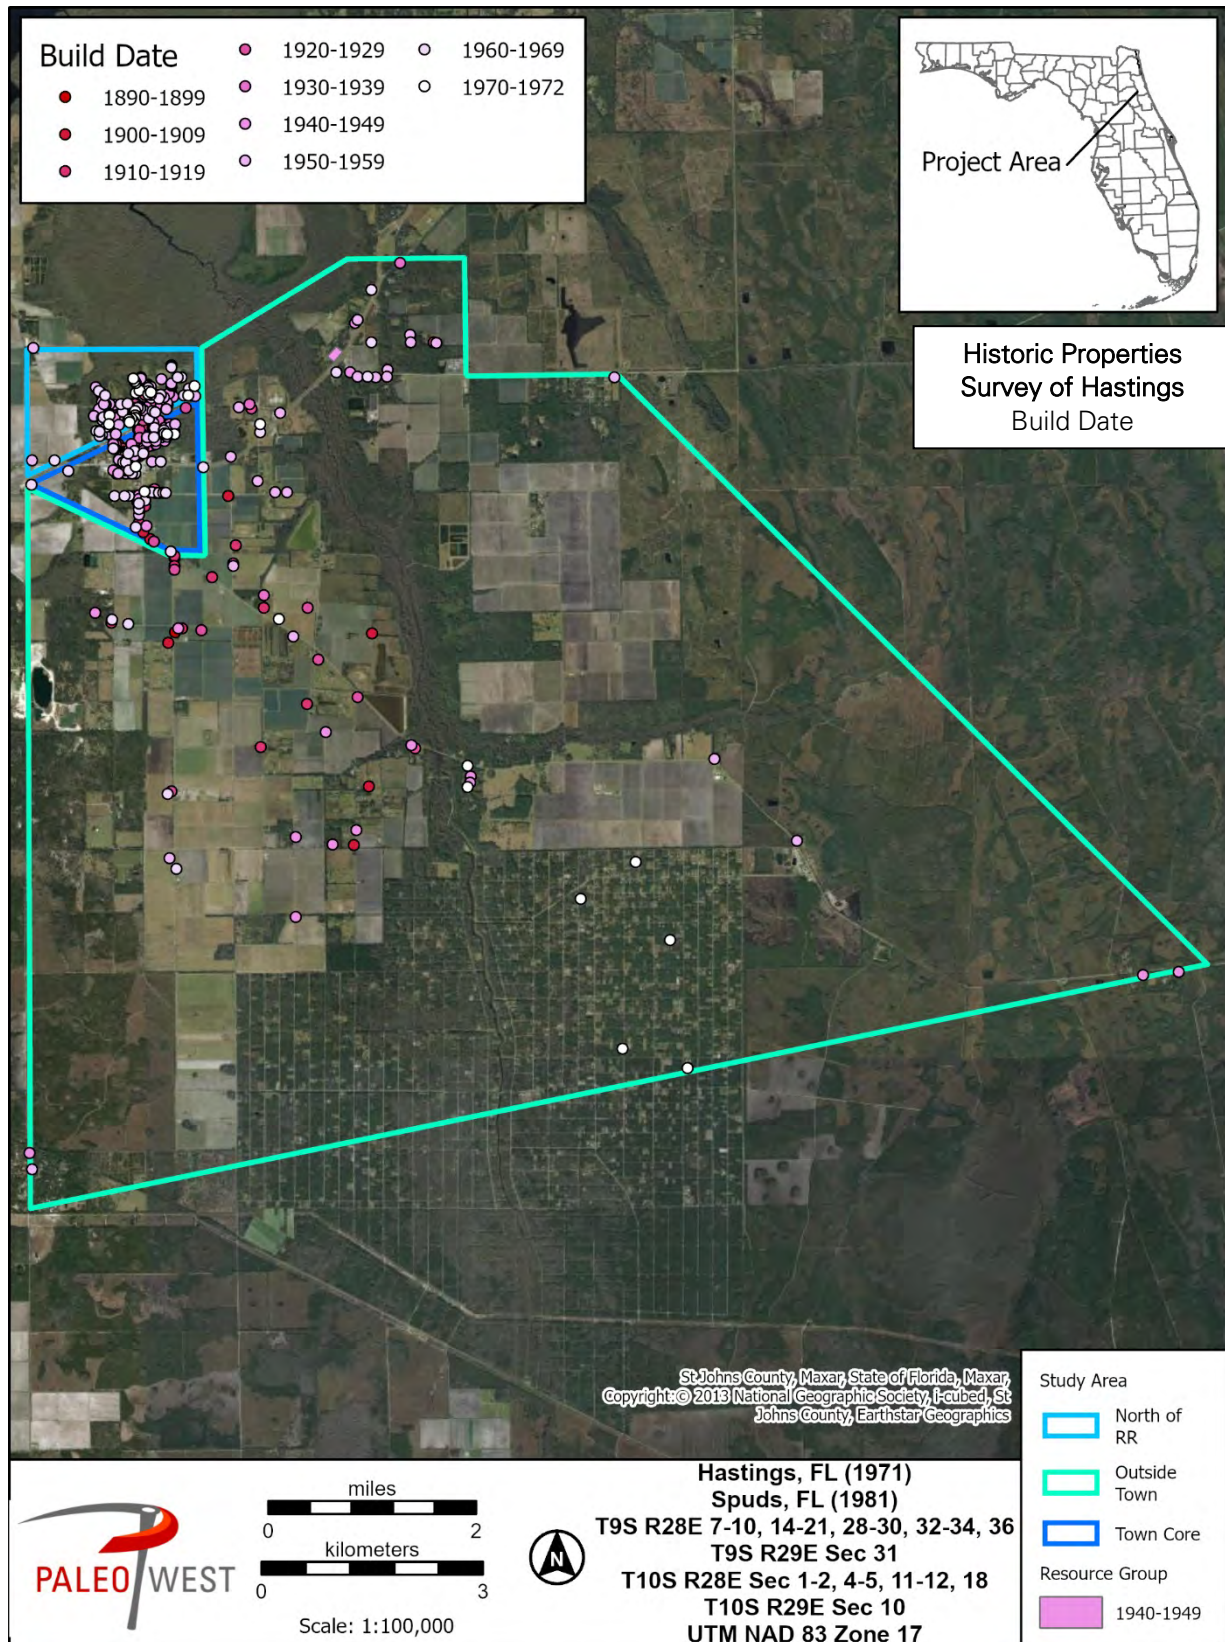 Build Date
1890-1899
1900-1909
1910-1919
1920-1929
1930-1939
1940-1949
1950-1959
1960-1969
1970-1972
Project Area
Historic Properties
Survey of Hastings
Build Date
St Johns County, Maxar, State of Florida, Maxar,
Copyright:© 2013 National Geographic Society, i-cubed, St
Johns County, Earthstar Geographics
PALEO WEST
miles
0 2
kilometers
0 3
Scale: 1:100,000
N
Hastings, FL (1971)
Spuds, FL (1981)
T9S R28E 7-10, 14-21, 28-30, 32-34, 36
T9S R29E Sec 31
T10S R28E Sec 1-2, 4-5, 11-12, 18
T10S R29E Sec 10
UTM NAD 83 Zone 17
Study Area
North of
RR
Outside
Town
Town Core
Resource Group
1940-1949